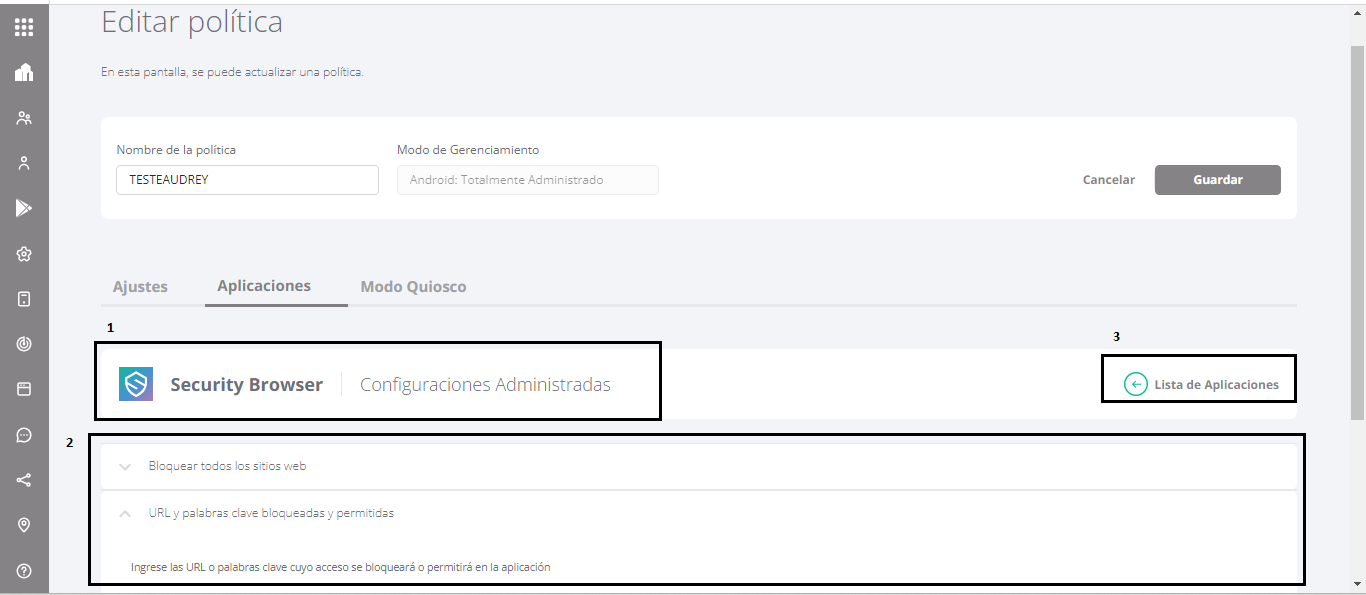 Editar política
En esta pantalla, se puede actualizar una política.
Nombre de la política
Modo de Gerenciamiento
TESTEAUDREY
Android: Totalmente Administrado
Cancelar
Guardar
Ajustes
Aplicaciones
Modo Quiosco
1
3
Security Browser
Configuraciones Administradas
Lista de Aplicaciones
2
Bloquear todos los sitios web
URL y palabras clave bloqueadas y permitidas
Ingrese las URL o palabras clave cuyo acceso se bloqueará o permitirá en la aplicación